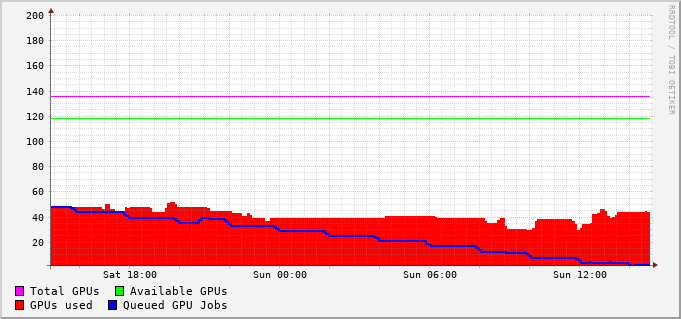 200
180
160
140
120
100
80
60
40
20
Sat 18:00 Sun 00:00 Sun 06:00 Sun 12:00
Total GPUs Available GPUs
GPUs used Queued GPU Jobs
RRDTOOL / TOBI OETIKER